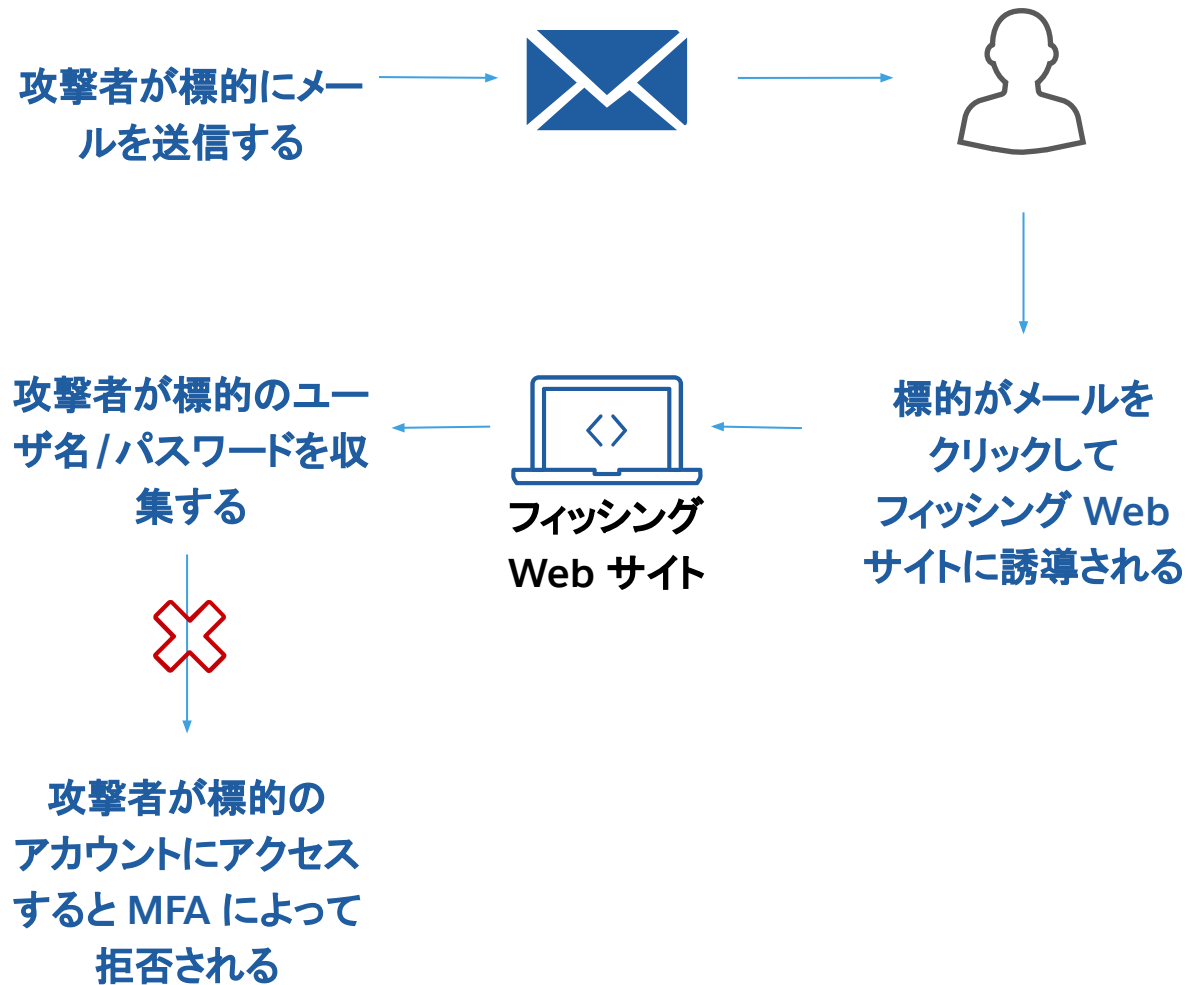 攻撃者が標的にメー
ルを送信する
標的がメールを
クリックして
フィッシング Web
サイトに誘導される
フィッシング
Web サイト
攻撃者が標的のユー
ザ名/パスワードを収
集する
攻撃者が標的の
アカウントにアクセス
すると MFA によって
拒否される